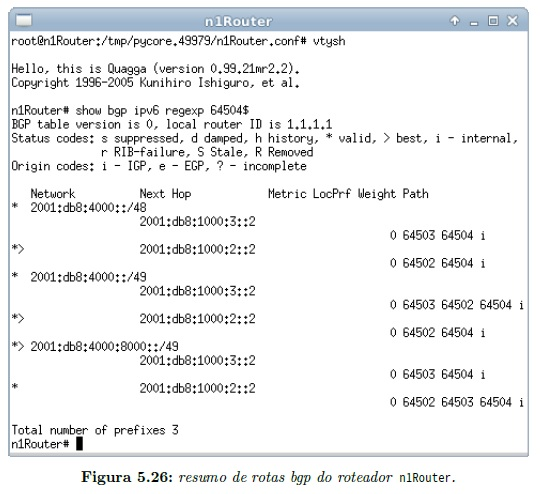 n1Router
root@n1Router:/tmp/pycore.49979/n1Router.conf# vtysh
Hello, this is Quagga (version 0.99.21mr2.2).
Copyright 1996-2005 Kunihiro Ishiguro, et al.
n1Router# show bgp ipv6 regexp 64504$
BGP table version is 0, local router ID is 1.1.1.1
Status codes: s suppressed, d damped, h history, * valid, > best, i - internal,
r RIB-failure, S Stale, R Removed
Origin codes: i - IGP, e - EGP, ? - incomplete
Network Next Hop Metric LocPrf Weight Path
* 2001:db8:4000::/48
2001:db8:1000:3::2
0 64503 64504 i
*> 2001:db8:1000:2::2
0 64502 64504 i
* 2001:db8:4000::/49
2001:db8:1000:3::2
0 64503 64502 64504 i
*> 2001:db8:1000:2::2
0 64502 64504 i
*> 2001:db8:4000:8000::/49
2001:db8:1000:3::2
0 64503 64504 i
* 2001:db8:1000:2::2
0 64502 64503 64504 i
Total number of prefixes 3
n1Router#
Figura 5.26: resumo de rotas bgp do roteador n1Router.